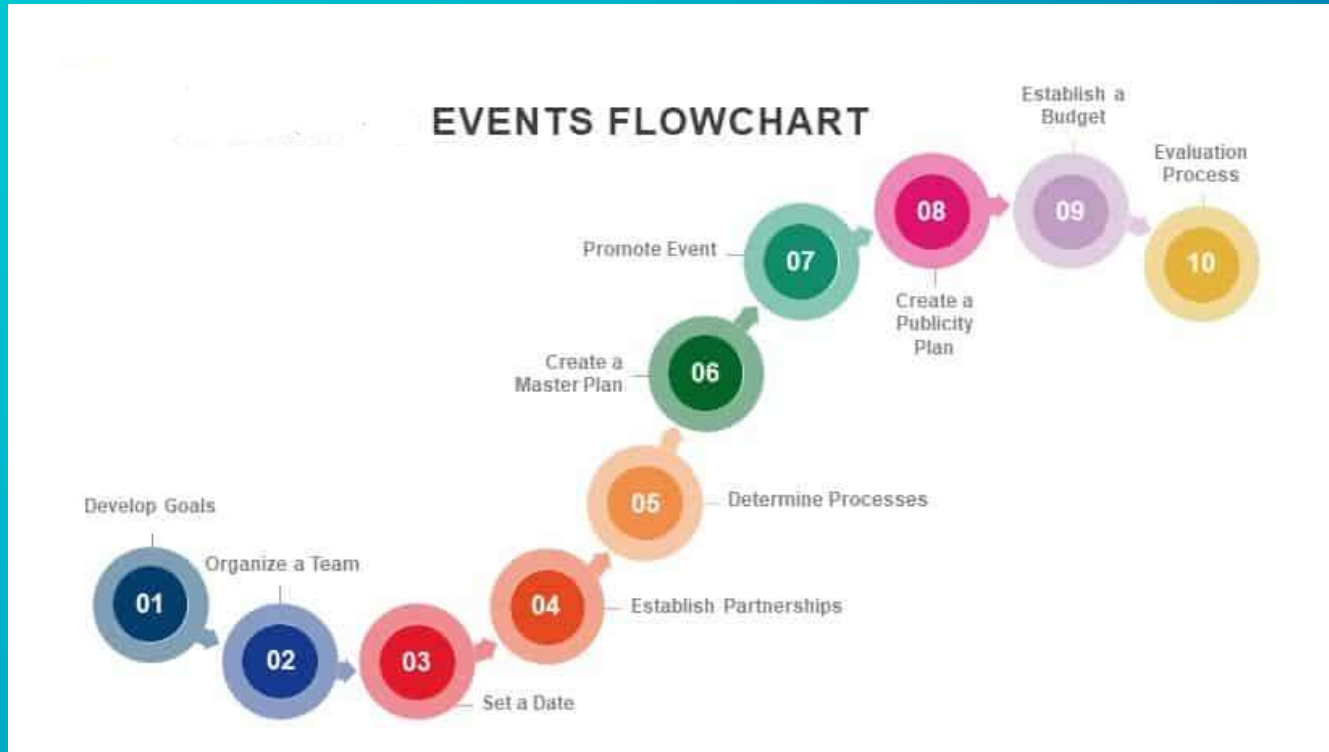 EVENTS FLOWCHART
01
Develop Goals
02
Organize a Team
03
Set a Date
04
Establish Partnerships
05
Determine Processes
06
Create a
Master Plan
07
Promote Event
08
Create a
Publicity
Plan
09
Establish a
Budget
10
Evaluation
Process